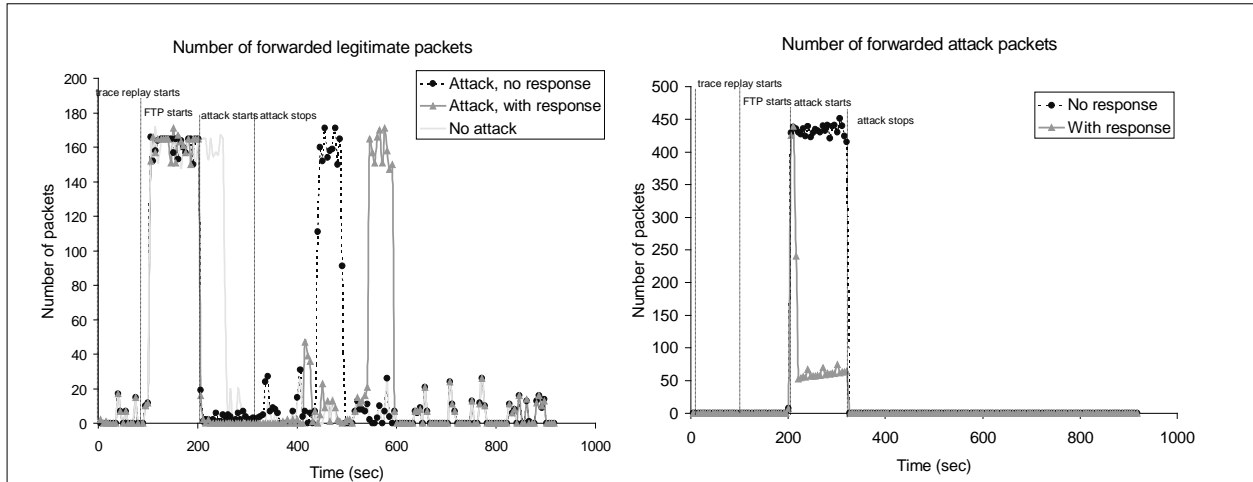 Number of forwarded legitimate packets
200
180
160
140
120
100
80
60
40
20
0
Number of packets
trace replay starts
FTP starts
attack starts
attack stops
Attack, no response
Attack, with response
No attack
0
200
400
600
800
1000
Time (sec)
Number of forwarded attack packets
500
450
400
350
300
250
200
150
100
50
0
Number of packets
trace replay starts
FTP starts
attack starts
attack stops
No response
With response
0
200
400
600
800
1000
Time (sec)